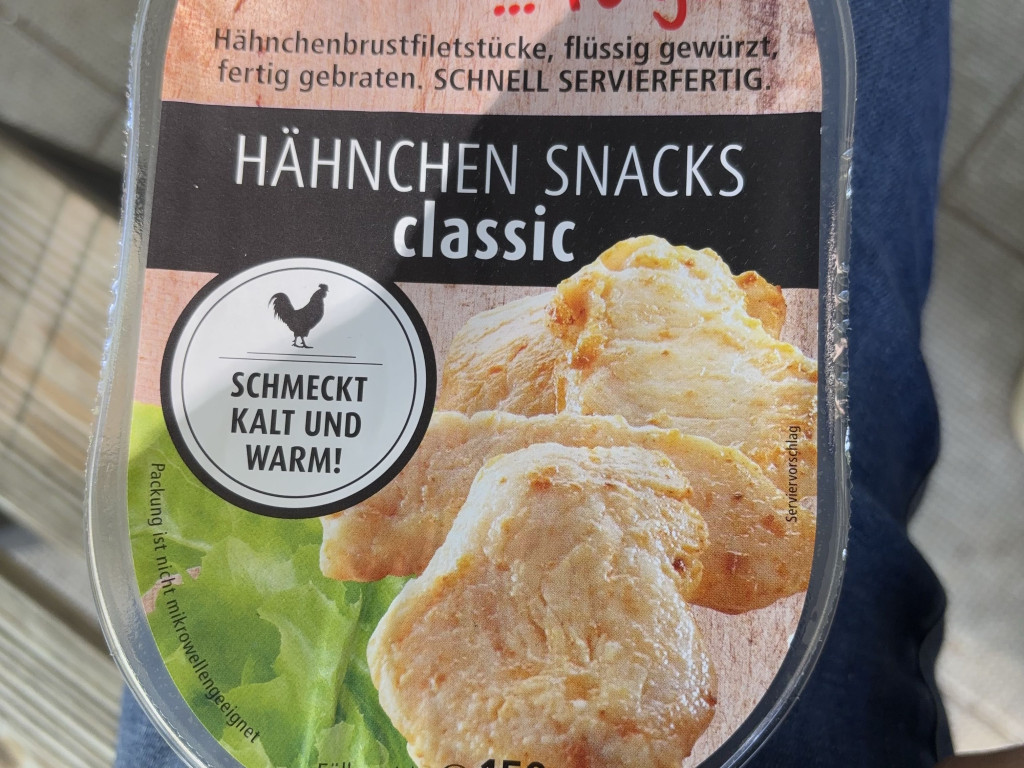 Hähnchenbrustfiletstücke, flüssig gewürzt,
fertig gebraten. SCHNELL SERVIERFERTIG.
HÄHNCHEN SNACKS
classic
SCHMECKT
KALT UND
WARM!
Serviervorschlag
Packung ist nicht mikrowellengeeignet